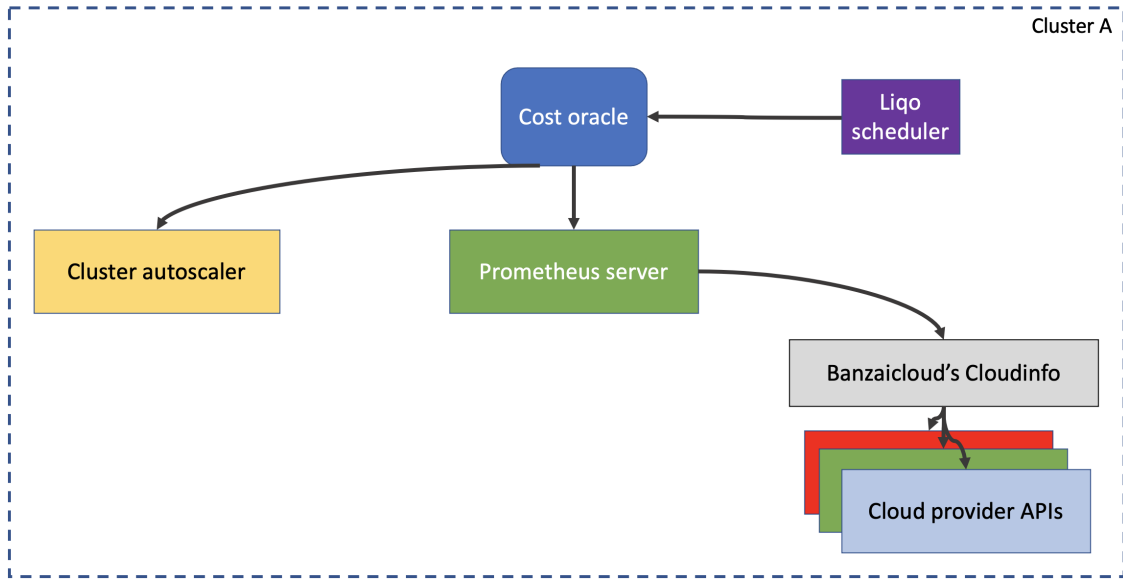 Cluster A
Cost oracle
Liqo
scheduler
Cluster autoscaler
Prometheus server
Banzaicloud’s Cloudinfo
Cloud provider APIs